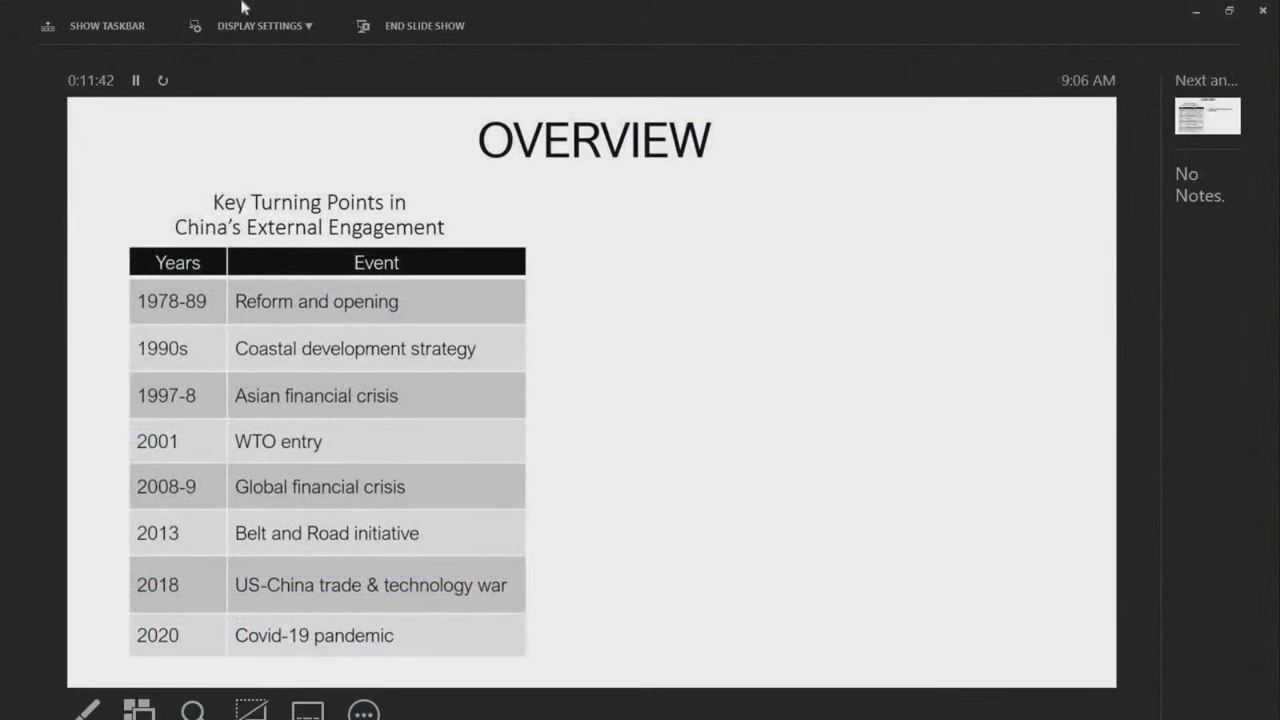 SHOW TASKBAR
DISPLAY SETTINGS ▼
END SLIDE SHOW
0:11:42
9:06 AM
Next an...
No
Notes.
OVERVIEW
Key Turning Points in
China’s External Engagement
Years Event
1978-89 Reform and opening
1990s Coastal development strategy
1997-8 Asian financial crisis
2001 WTO entry
2008-9 Global financial crisis
2013 Belt and Road initiative
2018 US-China trade & technology war
2020 Covid-19 pandemic